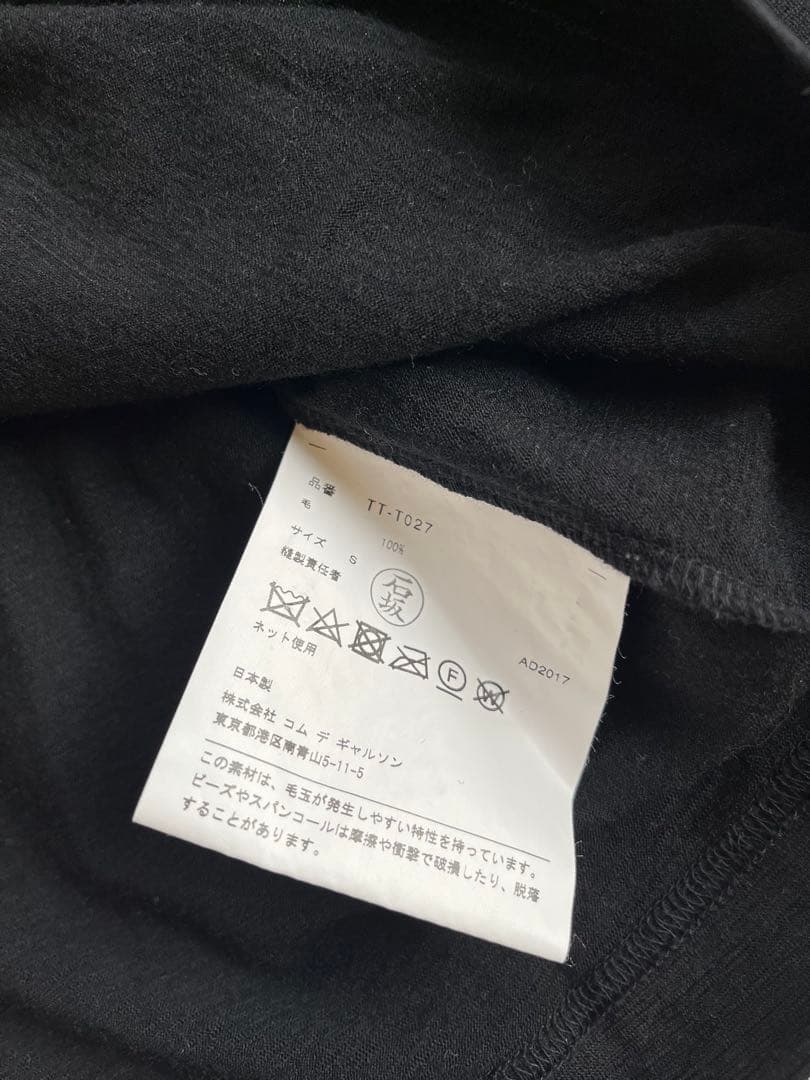 品番 TT-T027
毛 100%
サイズ S
縫製責任者 石坂
F W
ネット使用
AD2017
日本製
株式会社 コム デ ギャルソン
東京都港区南青山5-11-5
この素材は、毛玉が発生しやすい特性を持っています。
ビーズやスパンコールは摩擦や衝撃で破損したり、脱落
することがあります。